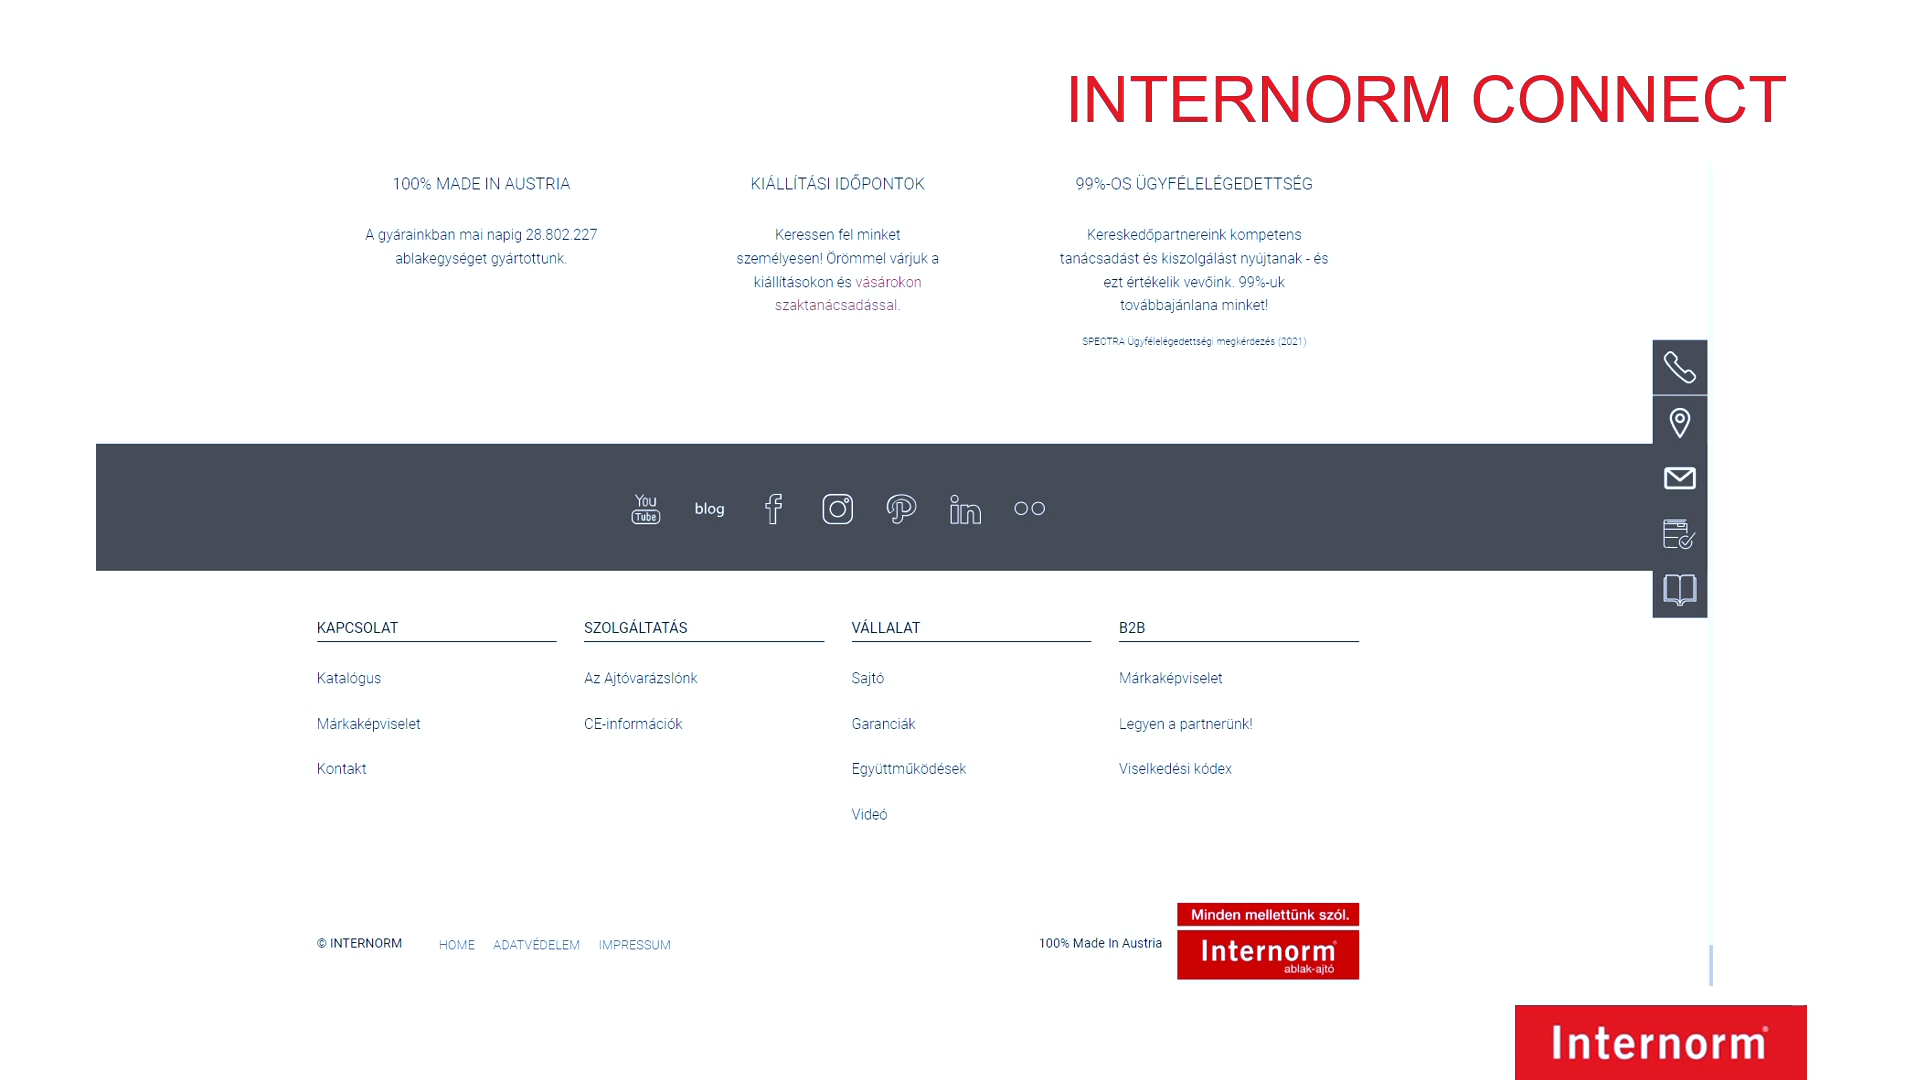 INTERNORM CONNECT
100% MADE IN AUSTRIA
A gyárainkban mai napig 28.802.227
ablakegységet gyártottunk.
KIÁLLÍTÁSI IDŐPONTOK
Keressen fel minket
személyesen! Örömmel várjuk a
kiállításokon és vásárokon
szaktanácsadással.
99%-OS ÜGYFÉLELÉGEDETTSÉG
Kereskedőpartnereink kompetens
tanácsadást és kiszolgálást nyújtanak - és
ezt értékelik vevőink. 99%-uk
továbbajánlana minket!
SPECTRA Ügyfélelégedettségi megkérdezés (2021)
You
Tube
blog
KAPCSOLAT
Katalógus
Márkaképviselet
Kontakt
SZOLGÁLTATÁS
Az Ajtóvarázslónk
CE-információk
VÁLLALAT
Sajtó
Garanciák
Együttműködések
Videó
B2B
Márkaképviselet
Legyen a partnerünk!
Viselkedési kódex
© INTERNORM HOME ADATVÉDELEM IMPRESSUM
100% Made In Austria
Minden mellettünk szól.
Internorm®
ablak-ajtó
Internorm®